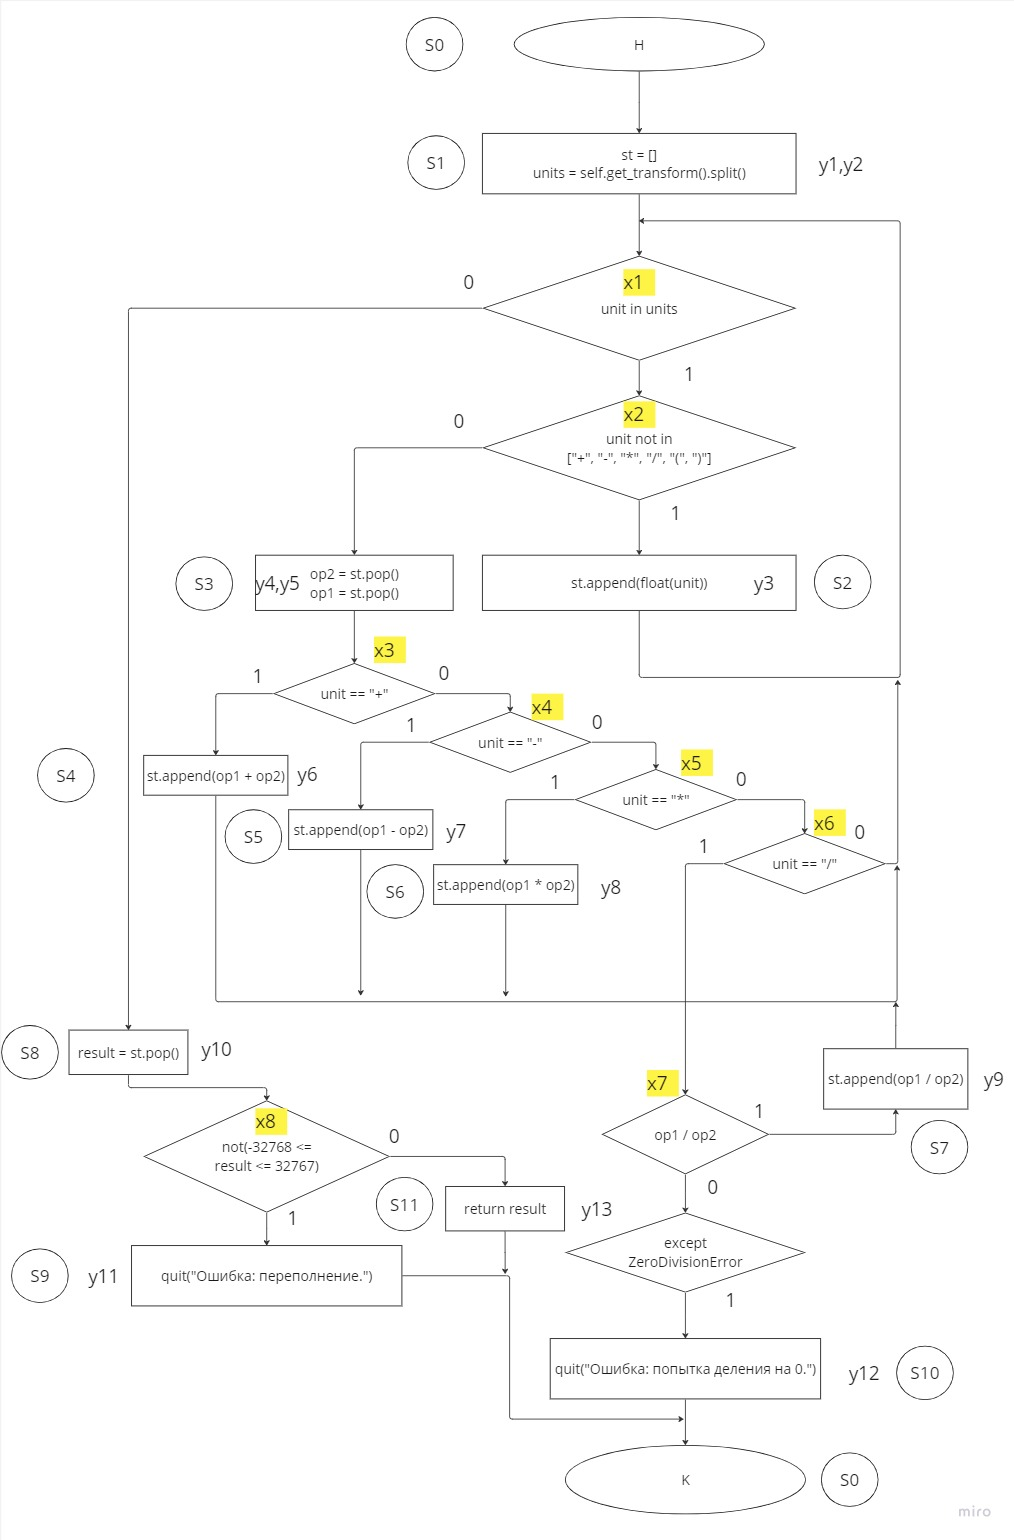 S0
Н
S1
st = []
units = self.get_transform().split()
y1,y2
0
x1
unit in units
1
0
x2
unit not in
["+", "-", "*", "/", "(", ")"]
1
S3
y4,y5
op2 = st.pop()
op1 = st.pop()
st.append(float(unit))
y3
S2
x3
1
unit == "+"
0
x4
1
unit == "-"
0
S4
st.append(op1 + op2)
y6
x5
1
unit == "*"
0
S5
st.append(op1 - op2)
y7
x6
1
unit == "/"
0
S6
st.append(op1 * op2)
y8
S8
result = st.pop()
y10
x7
op1 / op2
1
0
st.append(op1 / op2)
y9
S7
x8
not(-32768 <=
result <= 32767)
0
1
S11
return result
y13
except
ZeroDivisionError
1
S9
y11
quit("Ошибка: переполнение.")
quit("Ошибка: попытка деления на 0.")
y12
S10
К
S0
miro